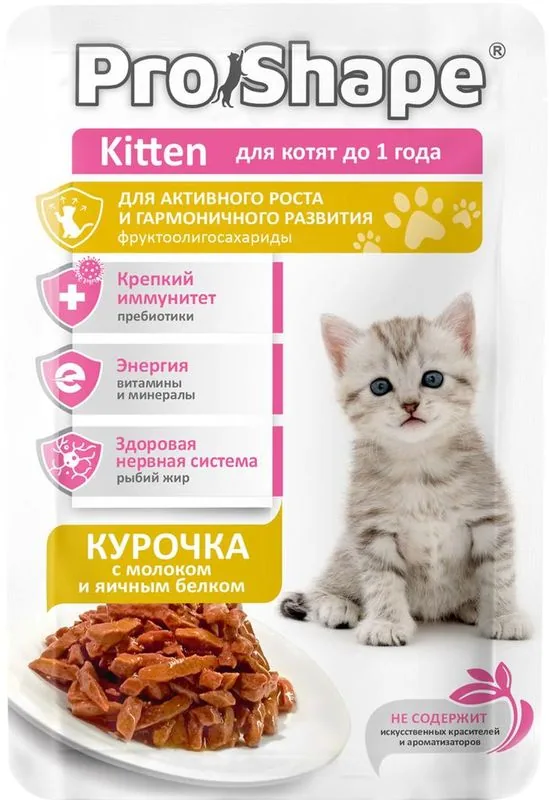 ProShape®
Kitten для котят до 1 года
ДЛЯ АКТИВНОГО РОСТА
И ГАРМОНИЧНОГО РАЗВИТИЯ
фруктоолигосахариды
Крепкий
иммунитет
пребиотики
Энергия
витамины
и минералы
Здоровая
нервная система
рыбий жир
КУРОЧКА
с молоком
и яичным белком
НЕ СОДЕРЖИТ
искусственных красителей
и ароматизаторов